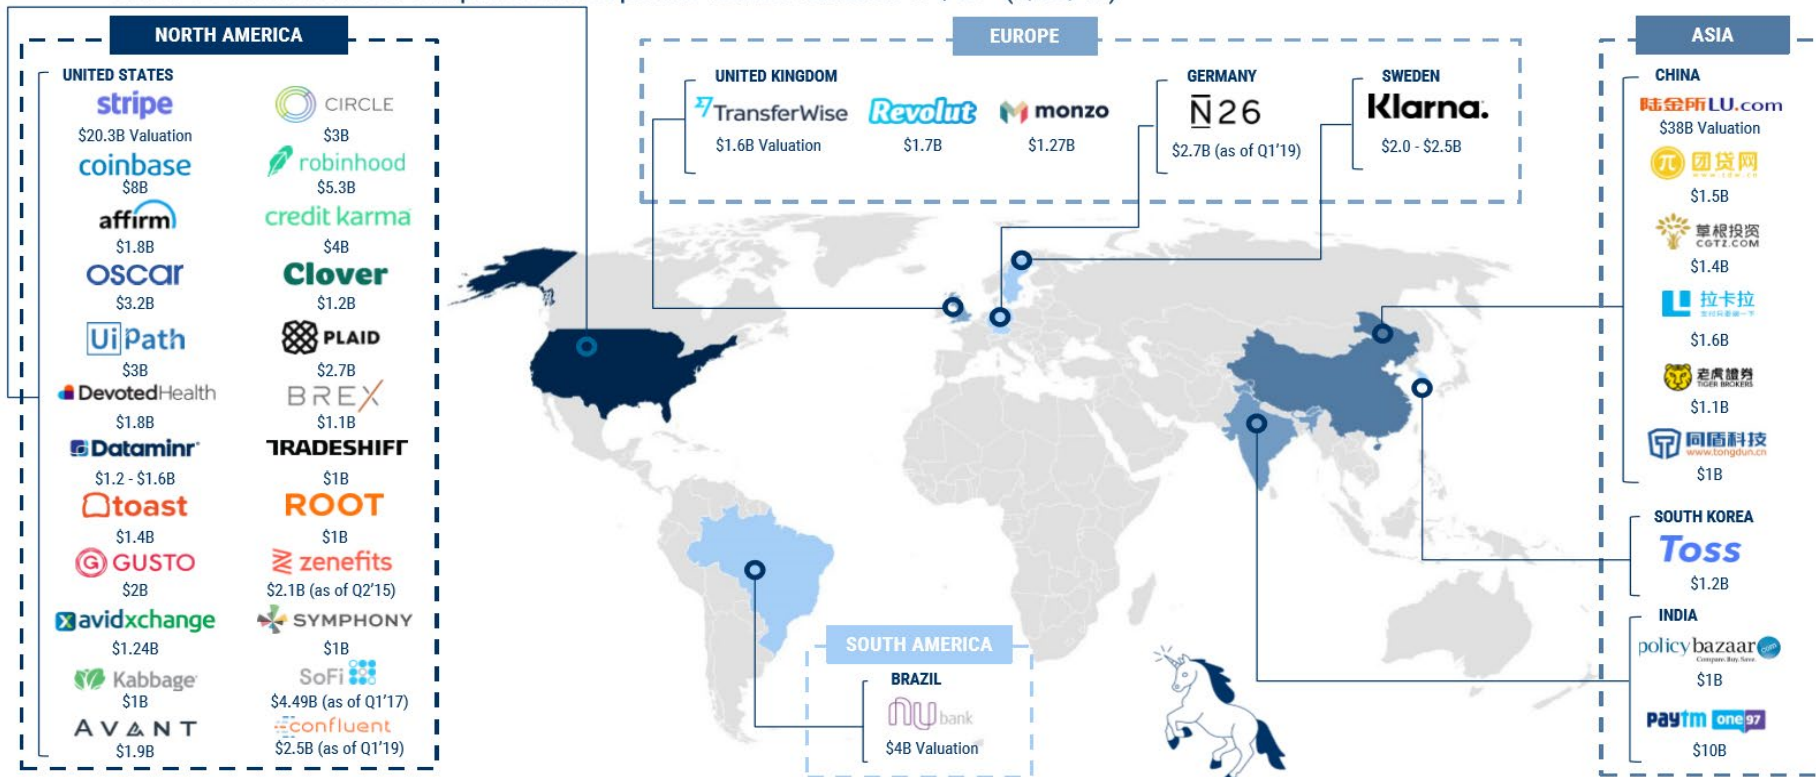 NORTH AMERICA
UNITED STATES
stripe
$20.3B Valuation
CIRCLE
$3B
coinbase
$8B
robinhood
$5.3B
affirm
$1.8B
credit karma
$4B
oscar
$3.2B
Clover
$1.2B
UiPath
$3B
PLAID
$2.7B
DevotedHealth
$1.8B
BREX
$1.1B
Dataminr
$1.2 - $1.6B
TRADESHIFT
$1B
toast
$1.4B
ROOT
$1B
G GUSTO
$2B
zenefits
$2.1B (as of Q2'15)
avidxchange
$1.24B
SYMPHONY
$1B
Kabbage
$1B
SoFi
$4.49B (as of Q1'17)
AVANT
$1.9B
confluent
$2.5B (as of Q1'19)
EUROPE
UNITED KINGDOM
TransferWise
$1.6B Valuation
Revolut
$1.7B
monzo
$1.27B
GERMANY
N26
$2.7B (as of Q1'19)
SWEDEN
Klarna.
$2.0 - $2.5B
SOUTH AMERICA
BRAZIL
nu bank
$4B Valuation
ASIA
CHINA
陆金所LU.com
$38B Valuation
π 团贷网
$1.5B
草根投资
CGTZ.COM
$1.4B
拉卡拉
$1.6B
老虎證券
TIGER BROKERS
$1.1B
同盾科技
www.tongdun.cn
$1B
SOUTH KOREA
Toss
$1.2B
INDIA
policybazaar.com
Compare. Buy. Save.
$1B
paytm one97
$10B